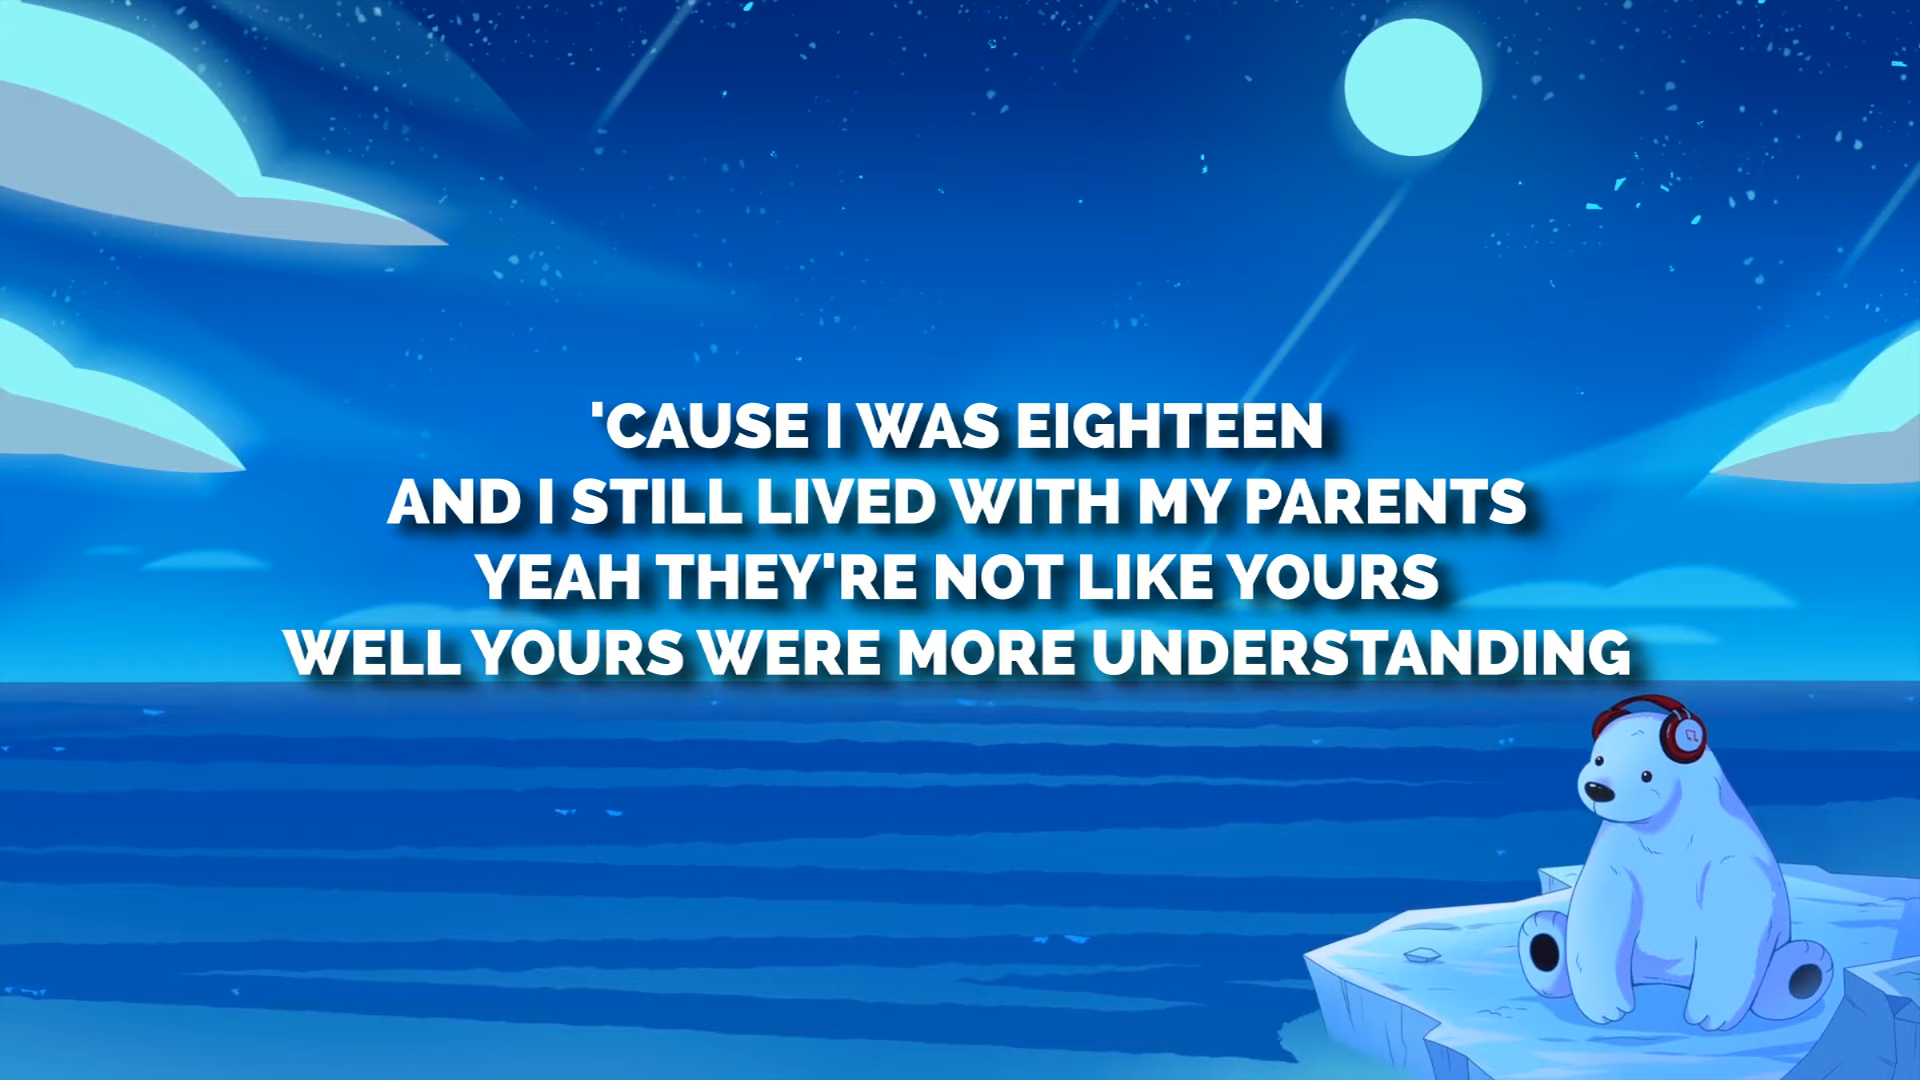 'CAUSE I WAS EIGHTEEN
AND I STILL LIVED WITH MY PARENTS
YEAH THEY'RE NOT LIKE YOURS
WELL YOURS WERE MORE UNDERSTANDING